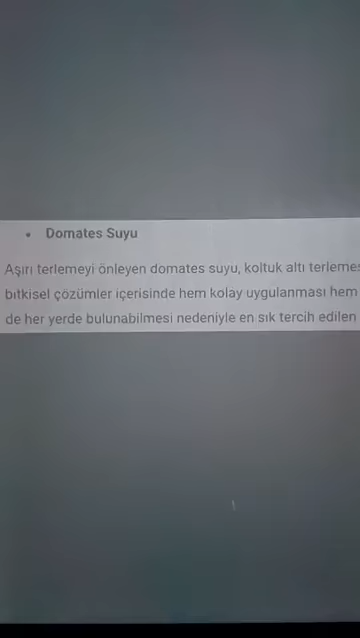 • Domates Suyu
Aşırı terlemeyi önleyen domates suyu, koltuk altı terlemes
bitkisel çözümler içerisinde hem kolay uygulanması hem
de her yerde bulunabilmesi nedeniyle en sık tercih edilen